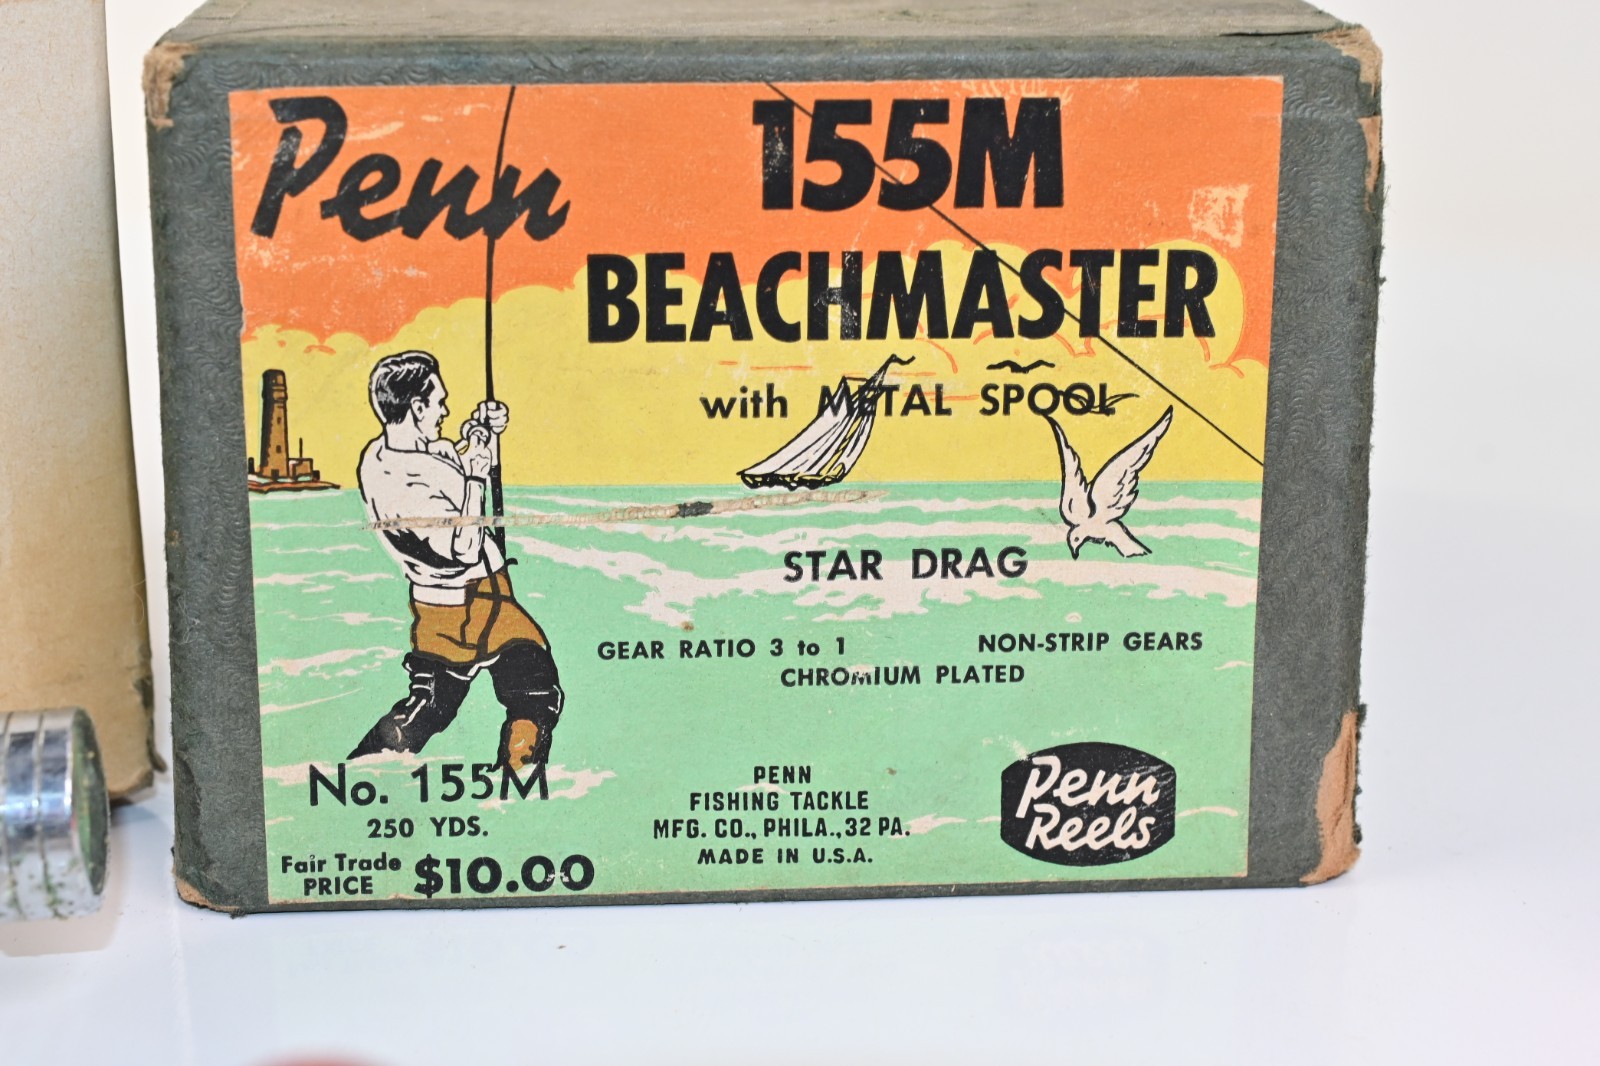 Penn
155M
BEACHMASTER
with METAL SPOOL
STAR DRAG
GEAR RATIO 3 to 1 NON-STRIP GEARS
CHROMIUM PLATED
No. 155M
250 YDS.
Fair Trade
PRICE $10.00
PENN
FISHING TACKLE
MFG. CO., PHILA., 32 PA.
MADE IN U.S.A.
Penn
Reels